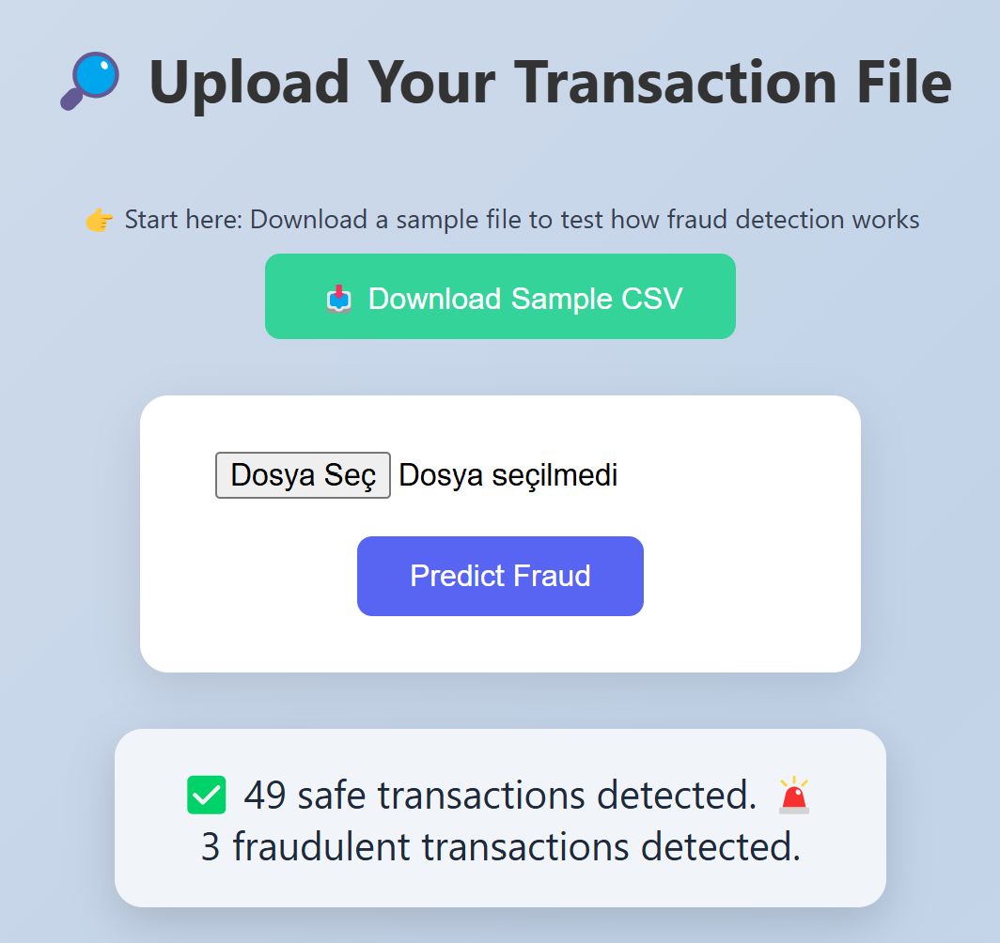 🔎 Upload Your Transaction File
👉 Start here: Download a sample file to test how fraud detection works
📥 Download Sample CSV
Dosya Seç Dosya seçilmedi
Predict Fraud
✅ 49 safe transactions detected. 🚨
3 fraudulent transactions detected.